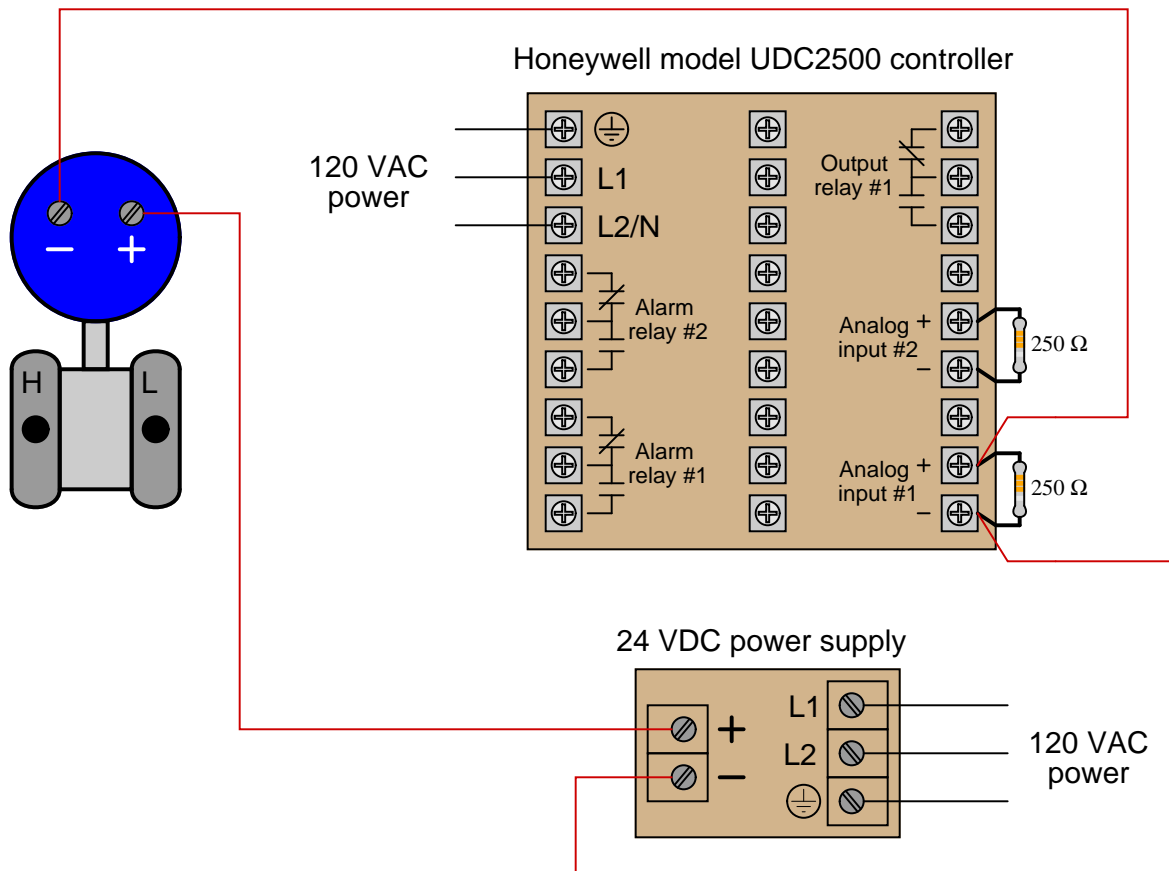 Honeywell model UDC2500 controller
120 VAC
power
L1
L2/N
Alarm
relay #2
Alarm
relay #1
Output
relay #1
Analog +
input #2
−
250 Ω
Analog +
input #1
−
250 Ω
− +
H L
24 VDC power supply
+
−
L1
L2
120 VAC
power